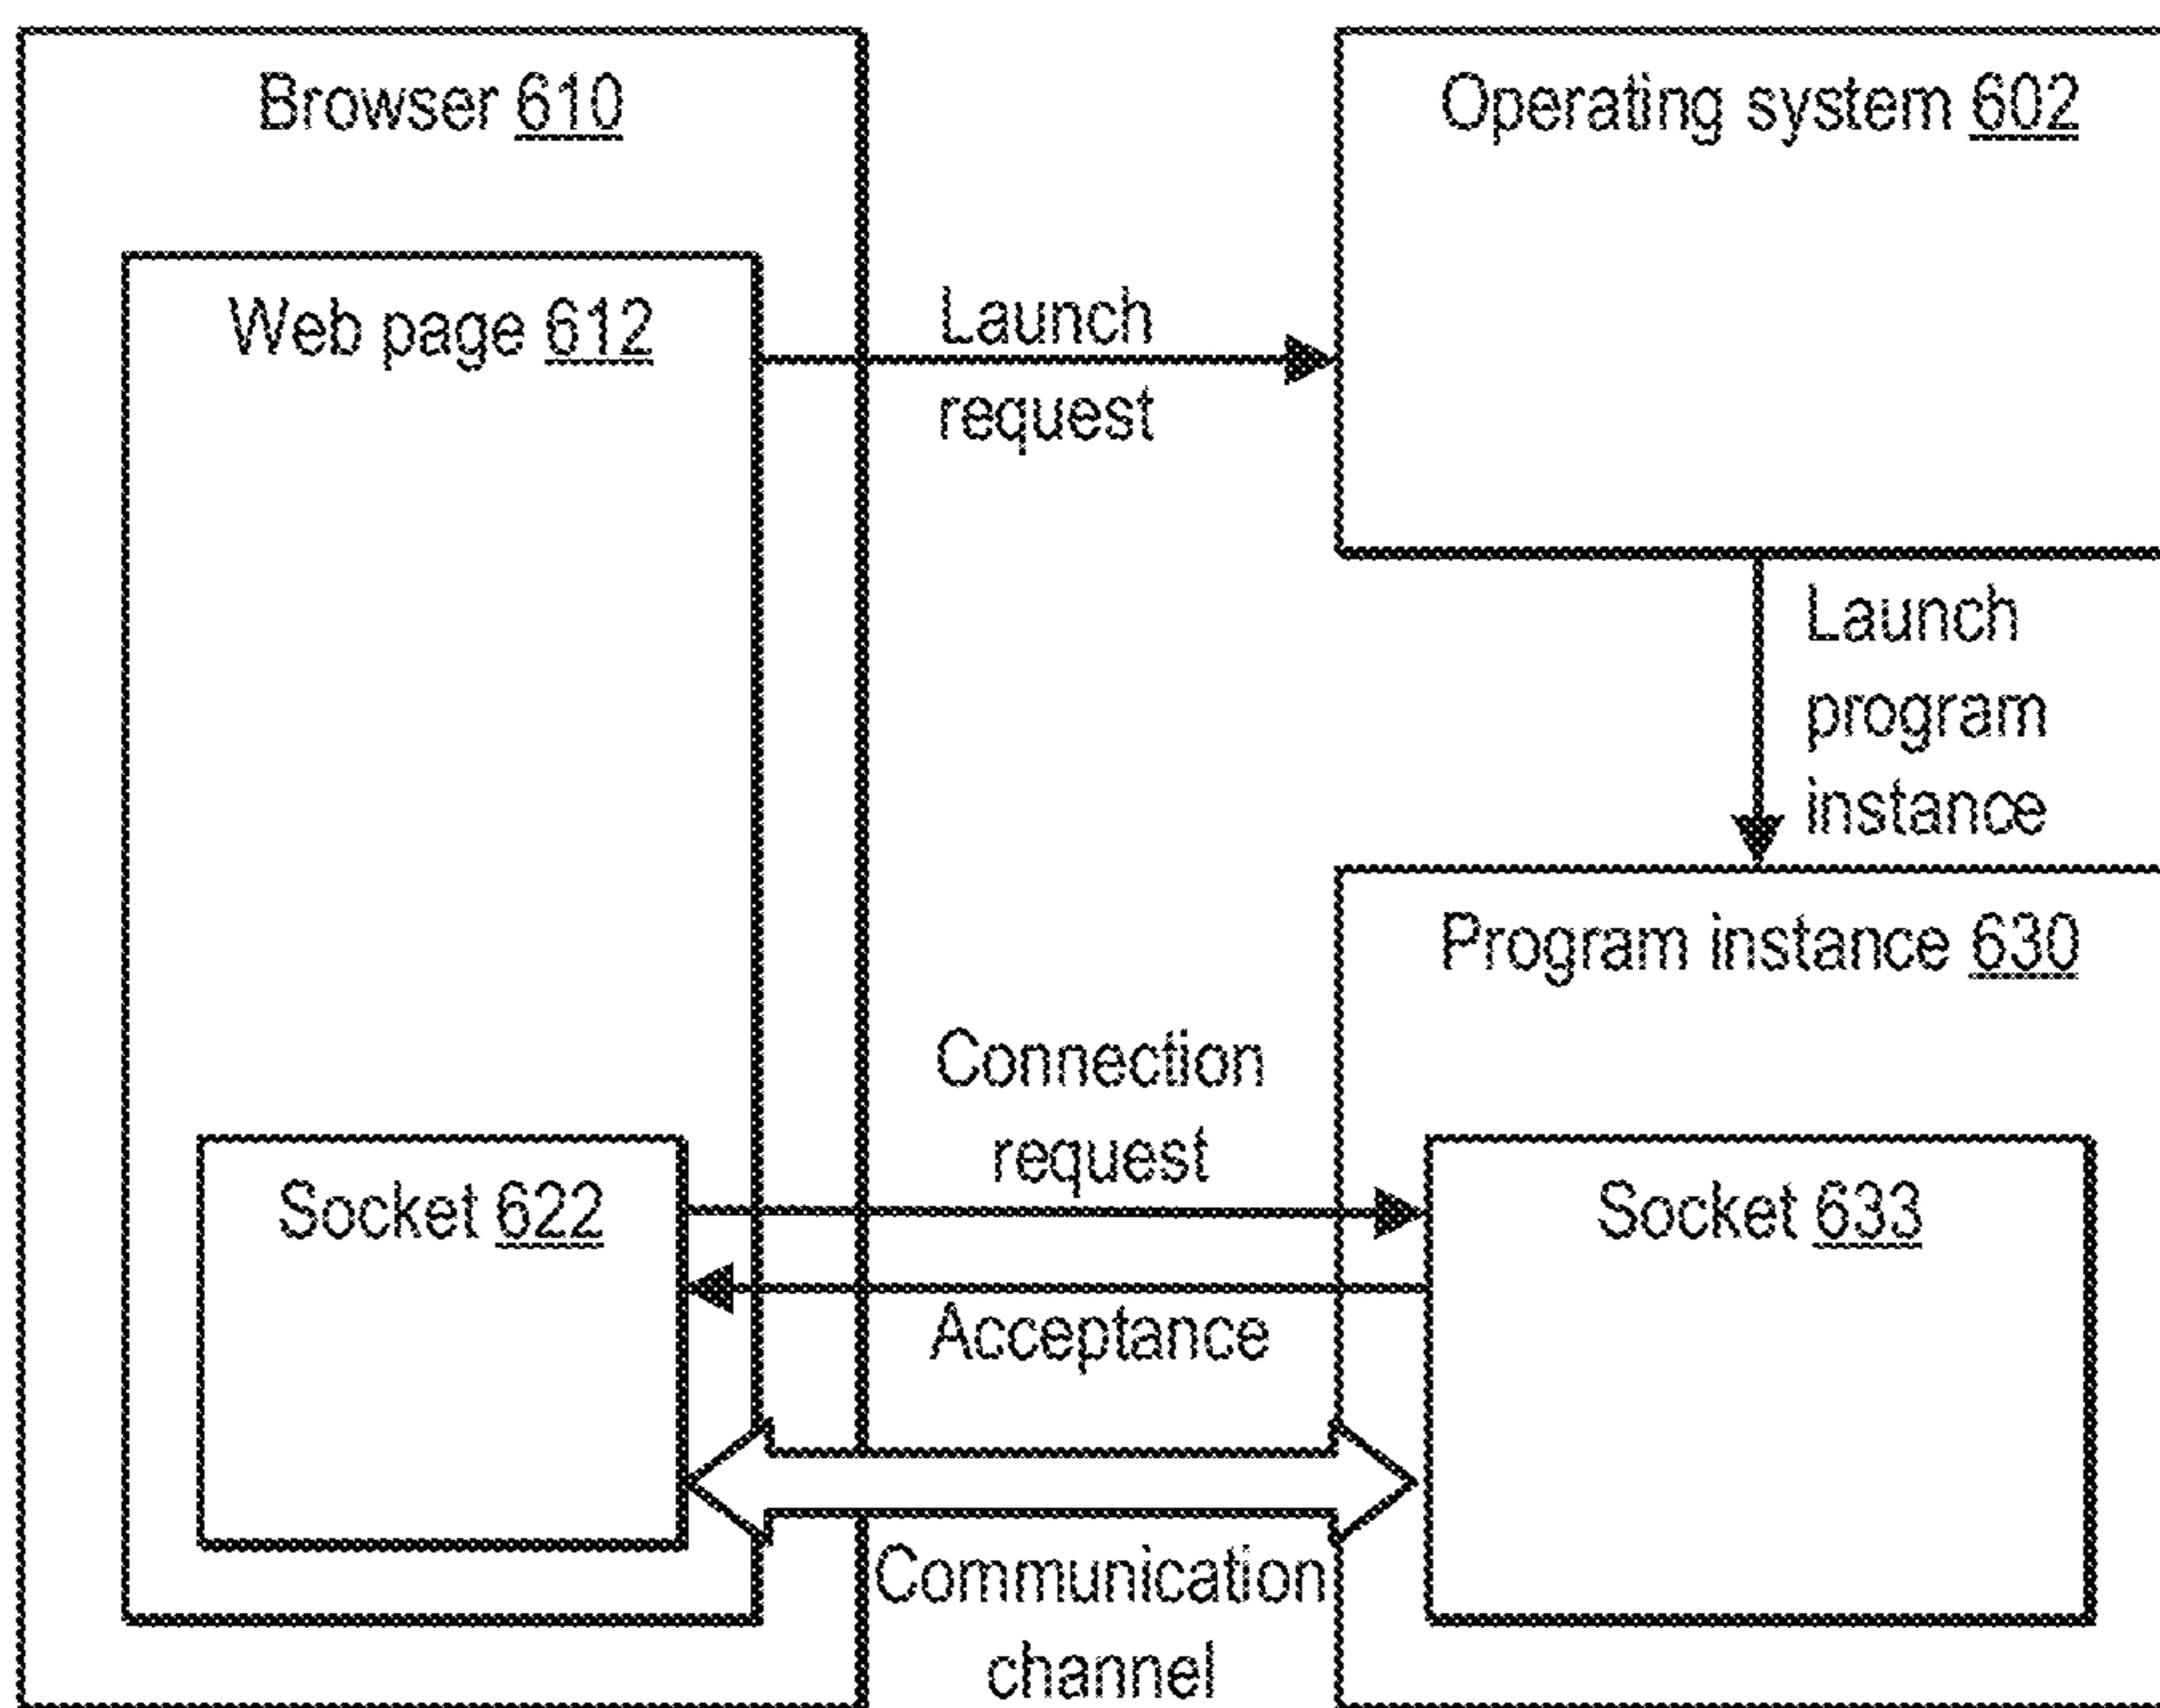 Browser 610
Operating system 602
Web page 612
Launch
request
Launch
program
instance
Program instance 630
Connection
request
Socket 622
Socket 633
Acceptance
Communication
channel